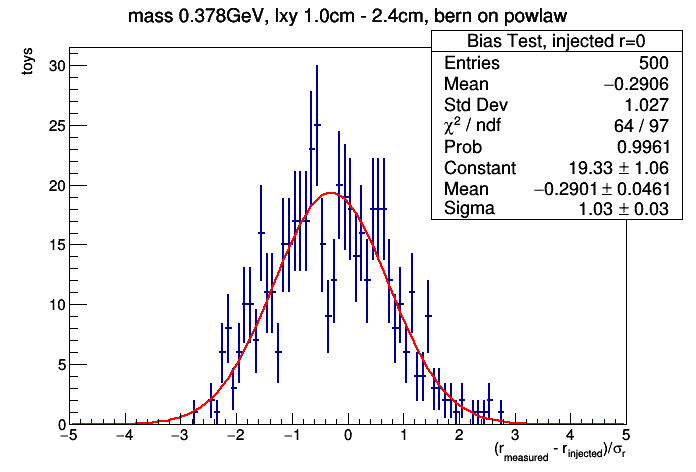 mass 0.378GeV, lxy 1.0cm - 2.4cm, bern on powlaw
Bias Test, injected r=0
Entries 500
Mean −0.2906
Std Dev 1.027
χ² / ndf 64 / 97
Prob 0.9961
Constant 19.33 ± 1.06
Mean −0.2901 ± 0.0461
Sigma 1.03 ± 0.03
toys
30
25
20
15
10
5
0
−5 −4 −3 −2 −1 0 1 2 3 4 5
(r_measured - r_injected)/σ_r